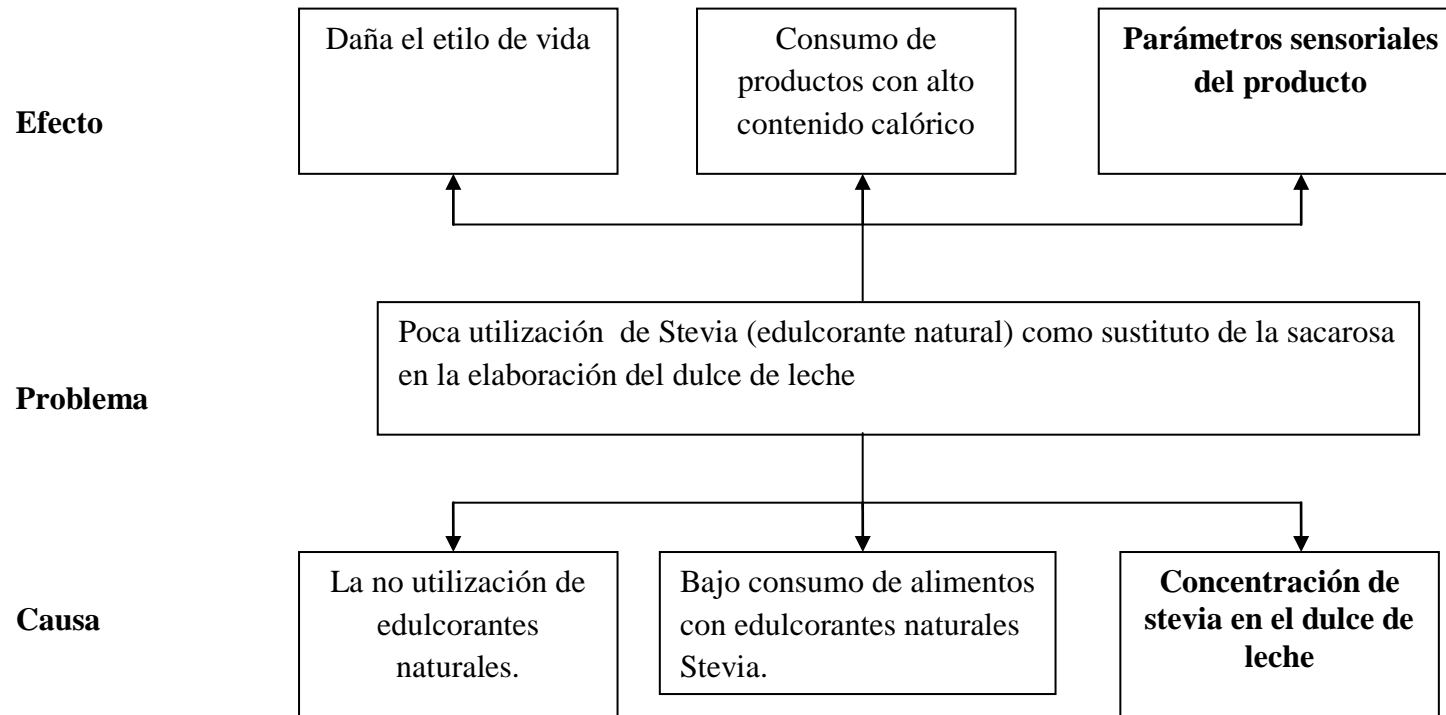 Efecto
Daña el etilo de vida
Consumo de
productos con alto
contenido calórico
Parámetros sensoriales
del producto
Problema
Poca utilización  de Stevia (edulcorante natural) como sustituto de la sacarosa
en la elaboración del dulce de leche
Causa
La no utilización de
edulcorantes
naturales.
Bajo consumo de alimentos
con edulcorantes naturales
Stevia.
Concentración de
stevia en el dulce de
leche